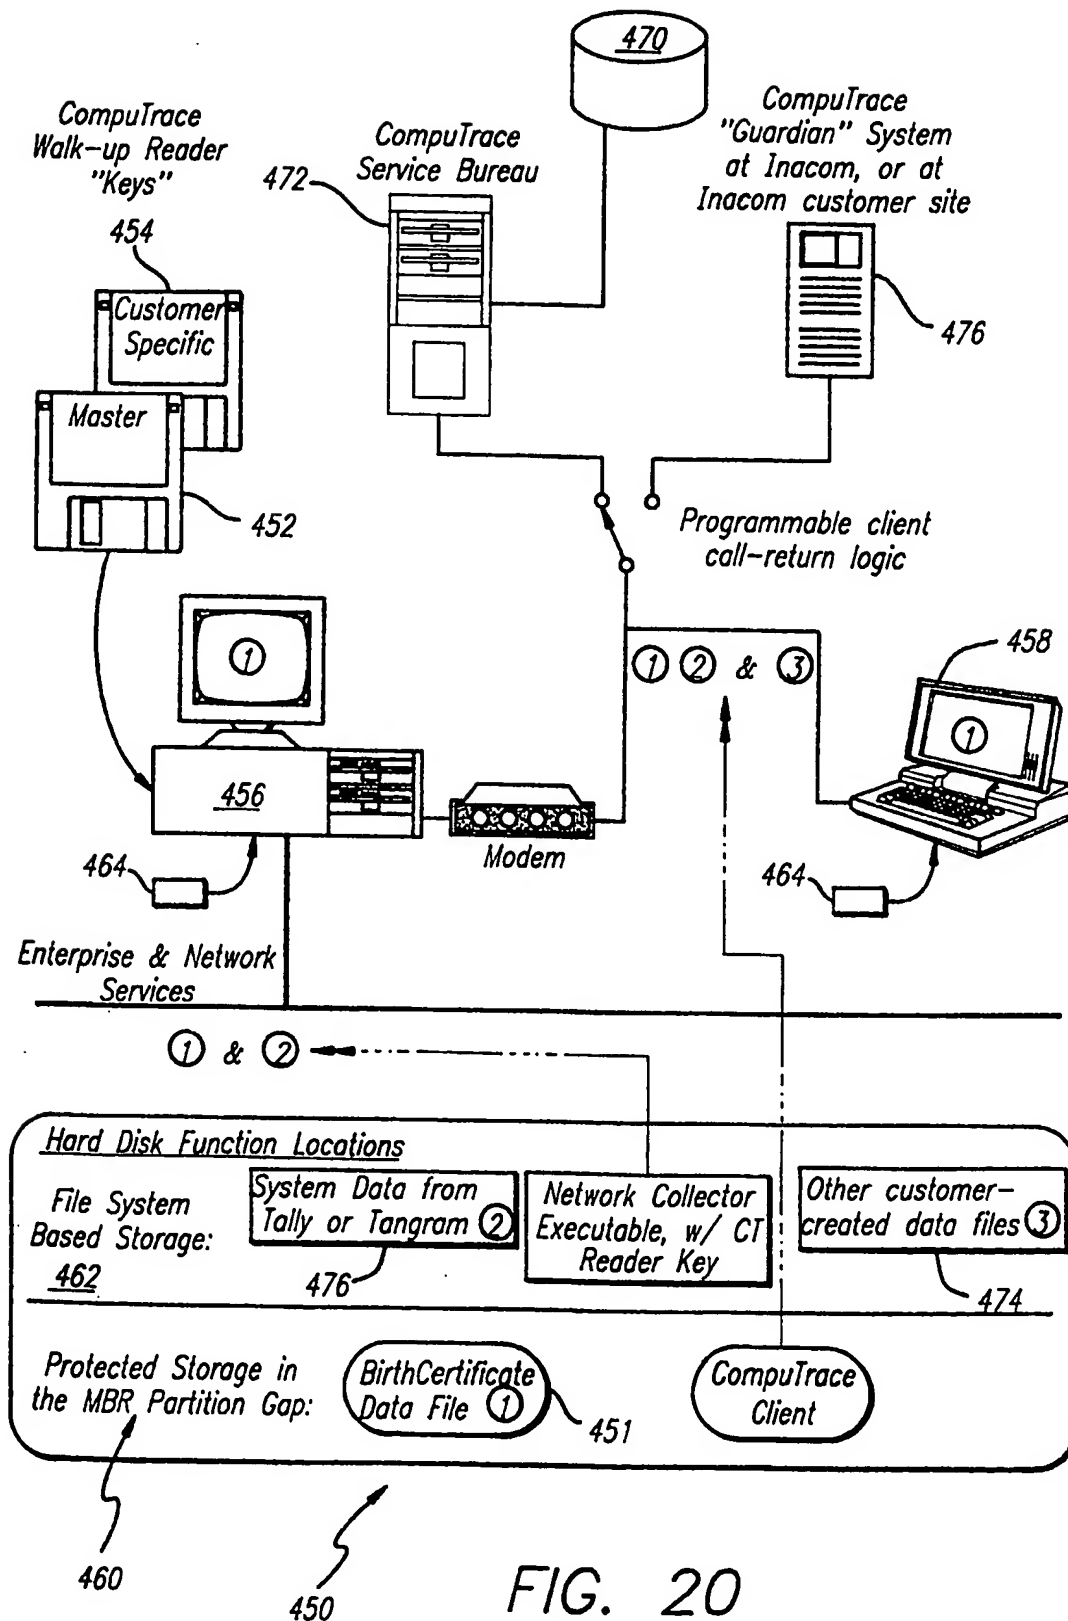 470
CompuTrace
Walk-up Reader
"Keys"
454
CompuTrace
Service Bureau
472
CompuTrace
"Guardian" System
at Inacom, or at
Inacom customer site
476
Customer
Specific
Master
452
Programmable client
call-return logic
1
1 2 & 3
458
1
456
Modem
464
464
Enterprise & Network
Services
1 & 2
Hard Disk Function Locations
File System
Based Storage:
462
System Data from
Tally or Tangram 2
476
Network Collector
Executable, w/ CT
Reader Key
Other customer-
created data files 3
474
Protected Storage in
the MBR Partition Gap:
BirthCertificate
Data File 1
451
CompuTrace
Client
460
450
FIG. 20